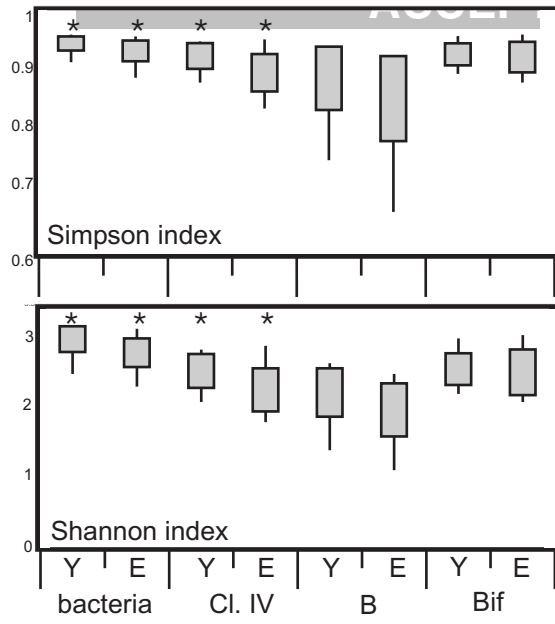 1
* * * *
0.9
0.8
0.7
Simpson index
0.6
* * * *
3
2
1
Shannon index
0
Y E Y E Y E Y E
bacteria Cl. IV B Bif